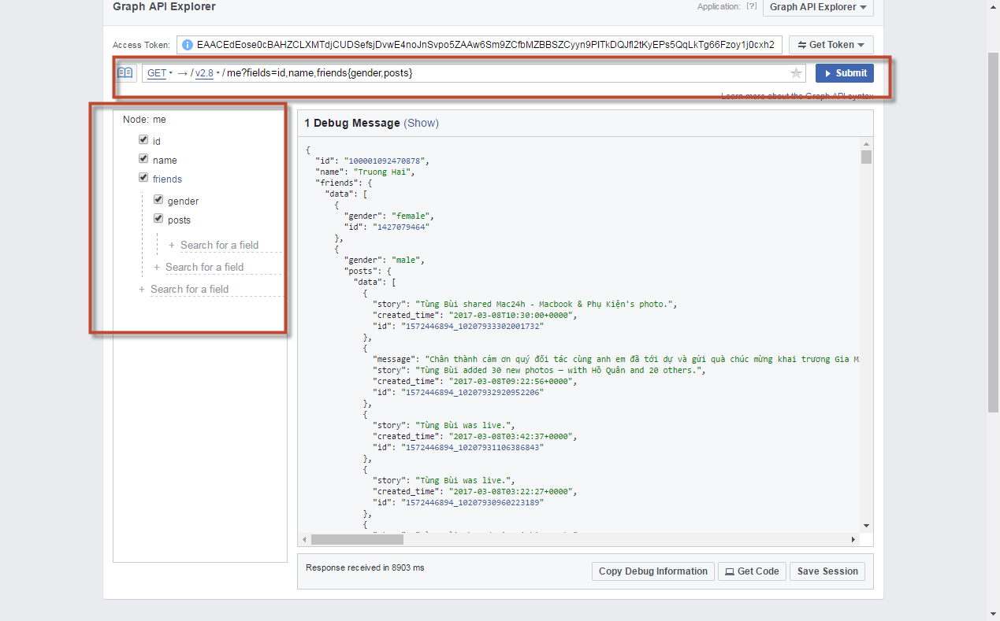 Graph API Explorer
Application: [?] Graph API Explorer
Access Token: EAACEdEose0cBAHZCLXMTdjCUDSefsjDvwE4noJnSvpo5ZAAw6Sm9ZCfbMZBBSZCyyn9PITkDQJfl2tKyEPs5QqLkTg66Fzoy1j0cxh2 Get Token
GET → / v2.8 / me?fields=id,name,friends{gender,posts} Submit
Learn more about the Graph API syntax
Node: me
id
name
friends
gender
posts
+ Search for a field
+ Search for a field
+ Search for a field
1 Debug Message (Show)
{
"id": "100001092470878",
"name": "Truong Hai",
"friends": {
"data": [
{
"gender": "female",
"id": "1427079464"
},
{
"gender": "male",
"posts": {
"data": [
{
"story": "Tùng Bùi shared Mac24h - Macbook & Phụ Kiện's photo.",
"created_time": "2017-03-08T10:30:00+0000",
"id": "1572446894_10207933302001732"
},
{
"message": "Chân thành cảm ơn quý đối tác cùng anh em đã tới dự và gửi quà chúc mừng khai trương Gia
"story": "Tùng Bùi added 30 new photos — with Hồ Quân and 20 others.",
"created_time": "2017-03-08T09:22:56+0000",
"id": "1572446894_10207932920952206"
},
{
"story": "Tùng Bùi was live.",
"created_time": "2017-03-08T03:42:37+0000",
"id": "1572446894_10207931106386843"
},
{
"story": "Tùng Bùi was live.",
"created_time": "2017-03-08T03:22:27+0000",
"id": "1572446894_10207930960223189"
},
{
Response received in 8903 ms
Copy Debug Information Get Code Save Session